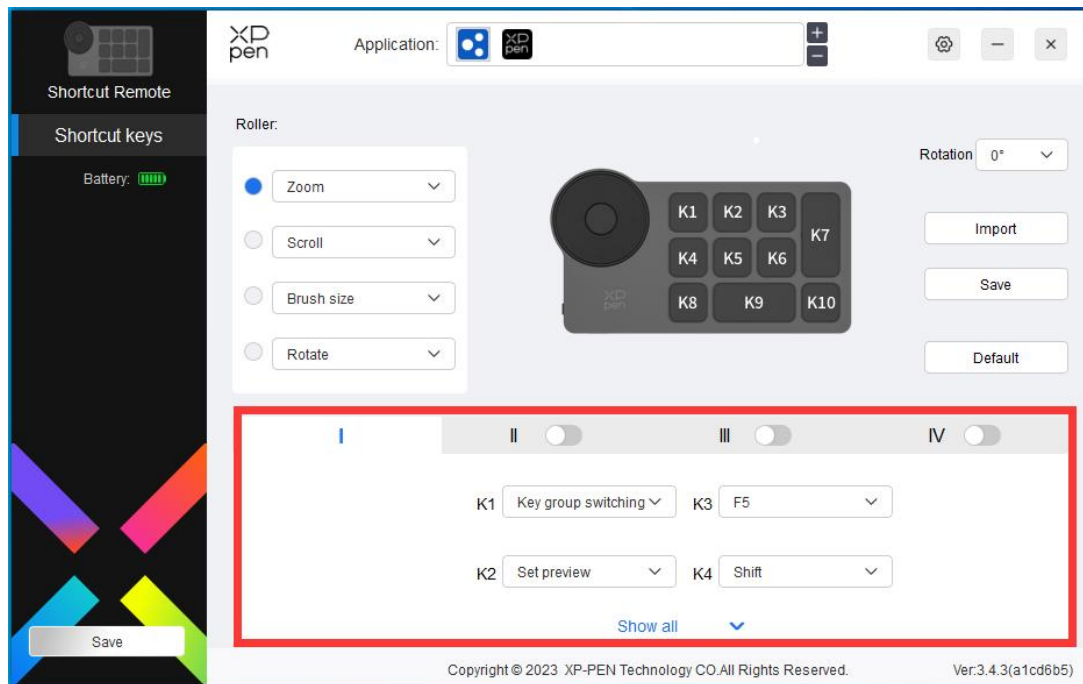 XP
pen
Application:
XP
pen
+
−
Shortcut Remote
Shortcut keys
Battery:
Roller:
Zoom
Scroll
Brush size
Rotate
K1 K2 K3
K7
K4 K5 K6
K8 K9 K10
XP
pen
Rotation 0°
Import
Save
Default
I II III IV
K1 Key group switching K3 F5
K2 Set preview K4 Shift
Show all
Save
Copyright © 2023 XP-PEN Technology CO.All Rights Reserved. Ver:3.4.3(a1cd6b5)